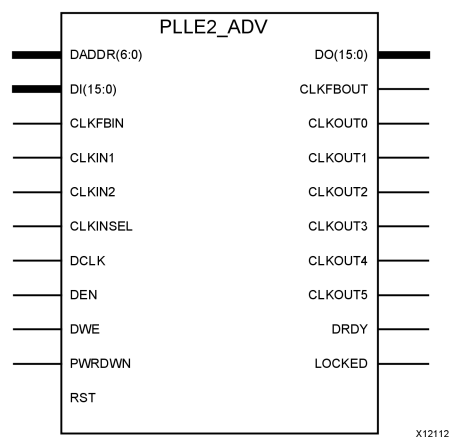 PLLE2_ADV
DADDR(6:0) DO(15:0)
DI(15:0) CLKFBOUT
CLKFBIN CLKOUT0
CLKIN1 CLKOUT1
CLKIN2 CLKOUT2
CLKINSEL CLKOUT3
DCLK CLKOUT4
DEN CLKOUT5
DWE DRDY
PWRDWN LOCKED
RST
X12112